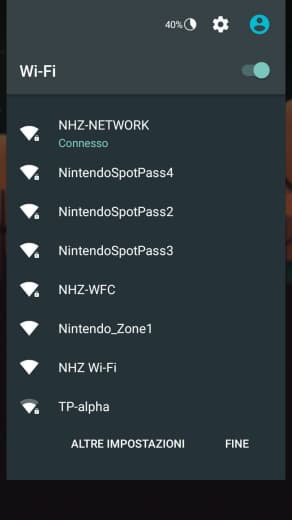 40%
Wi-Fi
NHZ-NETWORK
Connesso
NintendoSpotPass4
NintendoSpotPass2
NintendoSpotPass3
NHZ-WFC
Nintendo_Zone1
NHZ Wi-Fi
TP-alpha
ALTRE IMPOSTAZIONI FINE